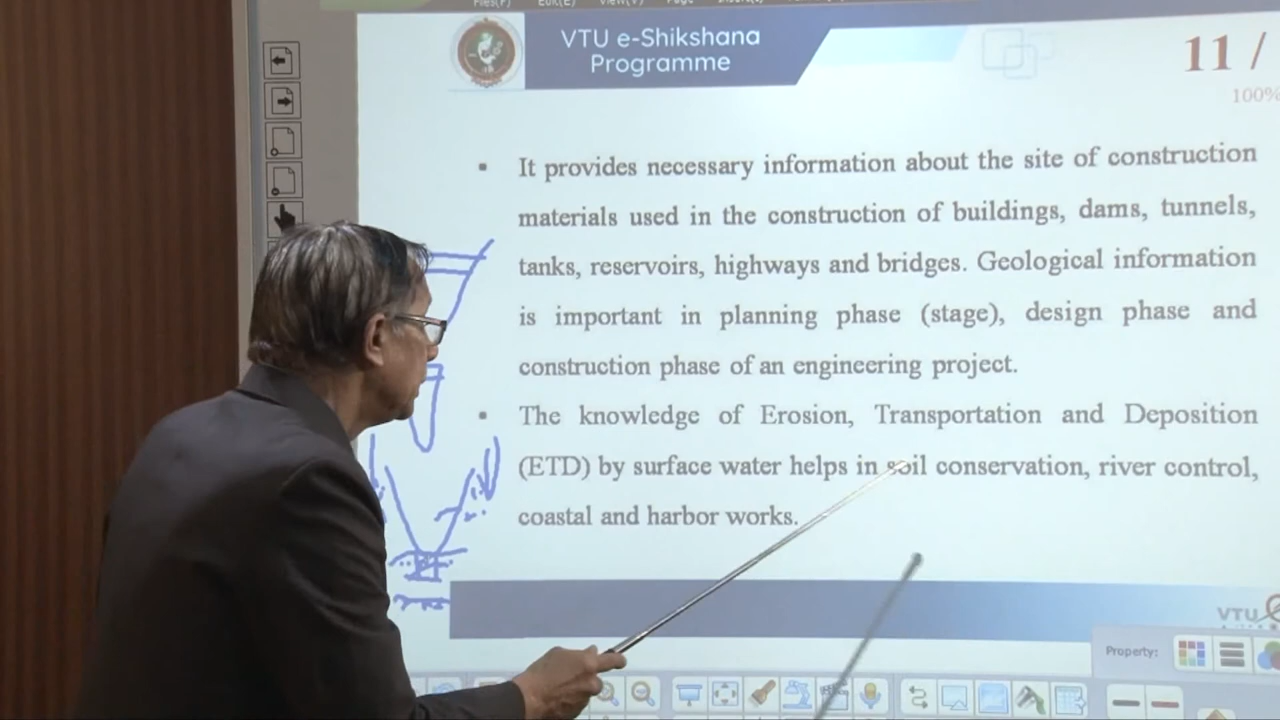 VTU e-Shikshana
Programme
11 /
100%
▪ It provides necessary information about the site of construction
materials used in the construction of buildings, dams, tunnels,
tanks, reservoirs, highways and bridges. Geological information
is important in planning phase (stage), design phase and
construction phase of an engineering project.
▪ The knowledge of Erosion, Transportation and Deposition
(ETD) by surface water helps in soil conservation, river control,
coastal and harbor works.
VTU
Property: